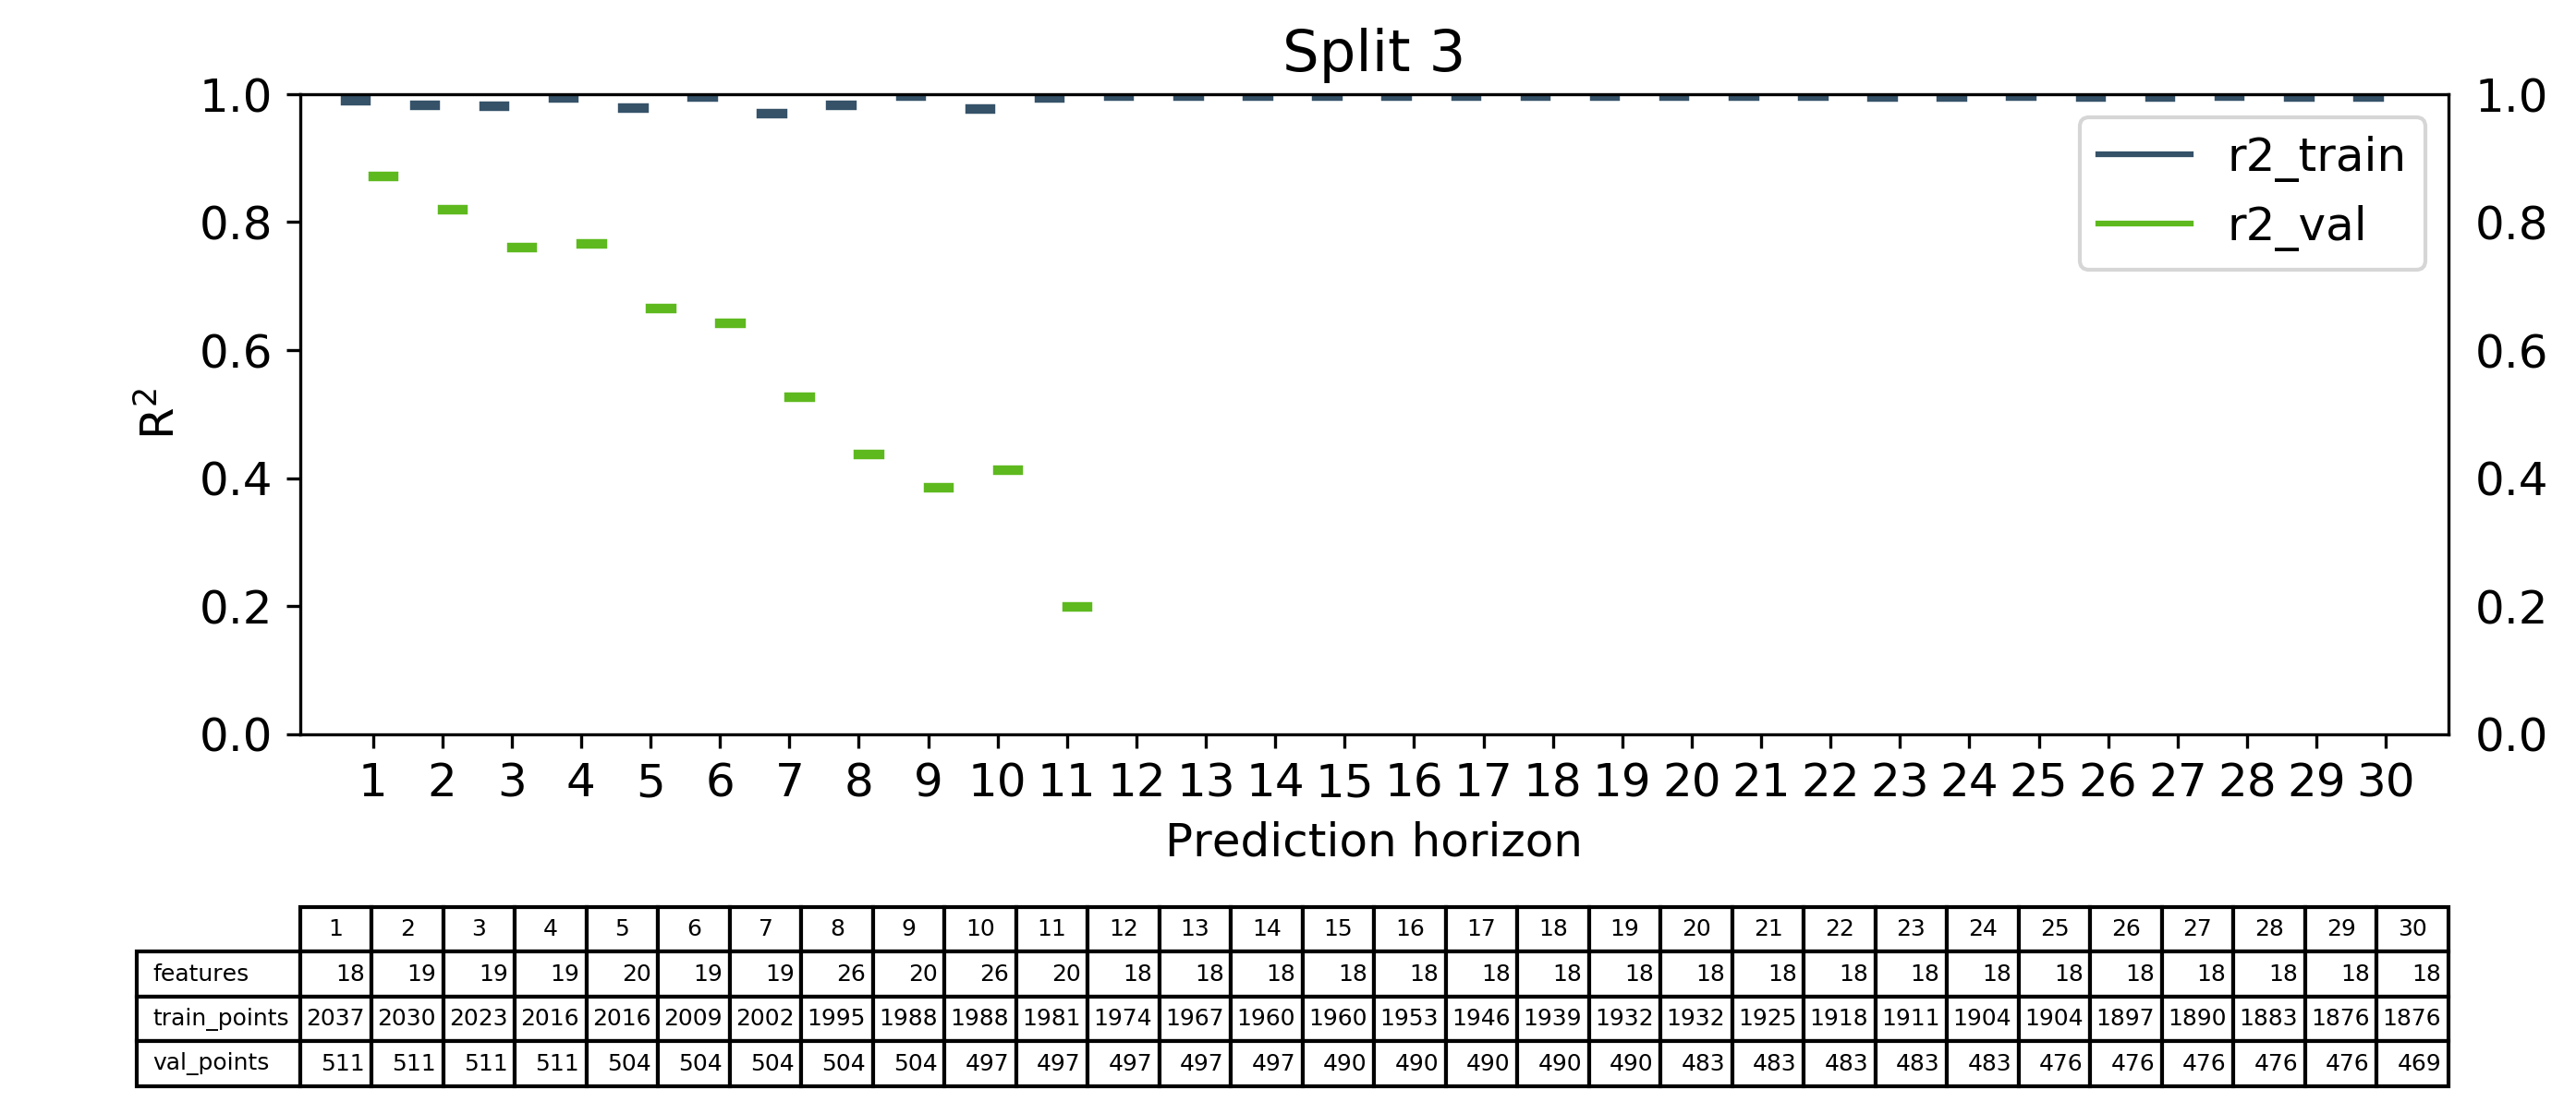 Split 3
1.0 1.0
r2_train
r2_val
0.8 0.8
0.6 0.6
R²
0.4 0.4
0.2 0.2
0.0 0.0
1 2 3 4 5 6 7 8 9 10 11 12 13 14 15 16 17 18 19 20 21 22 23 24 25 26 27 28 29 30
Prediction horizon
1 2 3 4 5 6 7 8 9 10 11 12 13 14 15 16 17 18 19 20 21 22 23 24 25 26 27 28 29 30
features 18 19 19 19 20 19 19 26 20 26 20 18 18 18 18 18 18 18 18 18 18 18 18 18 18 18 18 18 18 18
train_points 2037 2030 2023 2016 2016 2009 2002 1995 1988 1988 1981 1974 1967 1960 1960 1953 1946 1939 1932 1932 1925 1918 1911 1904 1904 1897 1890 1883 1876 1876
val_points 511 511 511 511 504 504 504 504 504 497 497 497 497 497 490 490 490 490 490 483 483 483 483 483 476 476 476 476 476 469